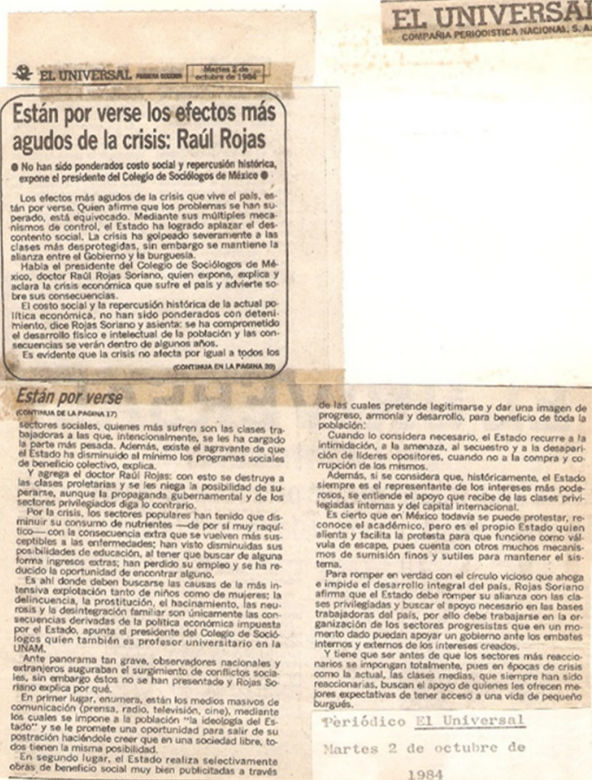 EL UNIVERSAL
COMPAÑIA PERIODISTICA NACIONAL, S. A.
EL UNIVERSAL PRIMERA SECCION Martes 2 de
octubre de 1984
Están por verse los efectos más
agudos de la crisis: Raúl Rojas
● No han sido ponderados costo social y repercusión histórica,
expone el presidente del Colegio de Sociólogos de México ●
Los efectos más agudos de la crisis que vive el país, es-
tán por verse. Quien afirme que los problemas se han su-
perado, está equivocado. Mediante sus múltiples meca-
nismos de control, el Estado ha logrado aplazar el des-
contento social. La crisis ha golpeado severamente a las
clases más desprotegidas, sin embargo se mantiene la
alianza entre el Gobierno y la burguesía.
Habla el presidente del Colegio de Sociólogos de Mé-
xico, doctor Raúl Rojas Soriano, quien expone, explica y
aclara la crisis económica que sufre el país y advierte so-
bre sus consecuencias.
El costo social y la repercusión histórica de la actual po-
lítica económica, no han sido ponderados con deteni-
miento, dice Rojas Soriano y asienta: se ha comprometido
el desarrollo físico e intelectual de la población y las con-
secuencias se verán dentro de algunos años.
Es evidente que la crisis no afecta por igual a todos los
(CONTINUA EN LA PAGINA 20)
Están por verse
(CONTINUA DE LA PAGINA 17)
sectores sociales, quienes más sufren son las clases tra-
bajadoras a las que, intencionalmente, se les ha cargado
la parte más pesada. Además, existe el agravante de que
el Estado ha disminuido al mínimo los programas sociales
de beneficio colectivo, explica.
Y agrega el doctor Raúl Rojas: con esto se destruye a
las clases proletarias y se les niega la posibilidad de su-
perarse, aunque la propaganda gubernamental y de los
sectores privilegiados diga lo contrario.
Por la crisis, los sectores populares han tenido que dis-
minuir su consumo de nutrientes —de por sí muy raquí-
tico— con la consecuencia extra que se vuelven más sus-
ceptibles a las enfermedades; han visto disminuidas sus
posibilidades de educación, al tener que buscar de alguna
forma ingresos extras; han perdido su empleo y se ha re-
ducido la oportunidad de encontrar alguno.
Es ahí donde deben buscarse las causas de la más in-
tensiva explotación tanto de niños como de mujeres; la
delincuencia, la prostitución, el hacinamiento, las neu-
rosis y la desintegración familiar son únicamente las con-
secuencias derivadas de la política económica impuesta
por el Estado, apunta el presidente del Colegio de Soció-
logos quien también es profesor universitario en la
UNAM.
Ante panorama tan grave, observadores nacionales y
extranjeros auguraban el surgimiento de conflictos socia-
les, sin embargo éstos no se han presentado y Rojas So-
riano explica por qué.
En primer lugar, enumera, están los medios masivos de
comunicación (prensa, radio, televisión, cine), mediante
los cuales se impone a la población "la ideología del Es-
tado" y se le promete una oportunidad para salir de su
postración haciéndole creer que en una sociedad libre, to-
dos tienen la misma posibilidad.
En segundo lugar, el Estado realiza selectivamente
obras de beneficio social muy bien publicitadas a través
de las cuales pretende legitimarse y dar una imagen de
progreso, armonía y desarrollo, para beneficio de toda la
población:
Cuando lo considera necesario, el Estado recurre a la
intimidación, a la amenaza, al secuestro y a la desapari-
ción de líderes opositores, cuando no a la compra y co-
rrupción de los mismos.
Además, si se considera que, históricamente, el Estado
siempre es el representante de los intereses más pode-
rosos, se entiende el apoyo que recibe de las clases privi-
legiadas internas y del capital internacional.
Es cierto que en México todavía se puede protestar, re-
conoce el académico, pero es el propio Estado quien
alienta y facilita la protesta para que funcione como vál-
vula de escape, pues cuenta con otros muchos mecanis-
mos de sumisión finos y sutiles para mantener el sis-
tema.
Para romper en verdad con el círculo vicioso que ahoga
e impide el desarrollo integral del país, Rojas Soriano
afirma que el Estado debe romper su alianza con las cla-
ses privilegiadas y buscar el apoyo necesario en las bases
trabajadoras del país, por ello debe trabajarse en la or-
ganización de los sectores progresistas que en un mo-
mento dado puedan apoyar un gobierno ante los embates
internos y externos de los intereses creados.
Y tiene que ser antes de que los sectores más reaccio-
narios se impongan totalmente, pues en épocas de crisis
como la actual, las clases medias, que siempre han sido
reaccionarias, buscan el apoyo de quienes les ofrecen me-
jores expectativas de tener acceso a una vida de pequeño
burgués.
Periódico El Universal
Martes 2 de octubre de
1984